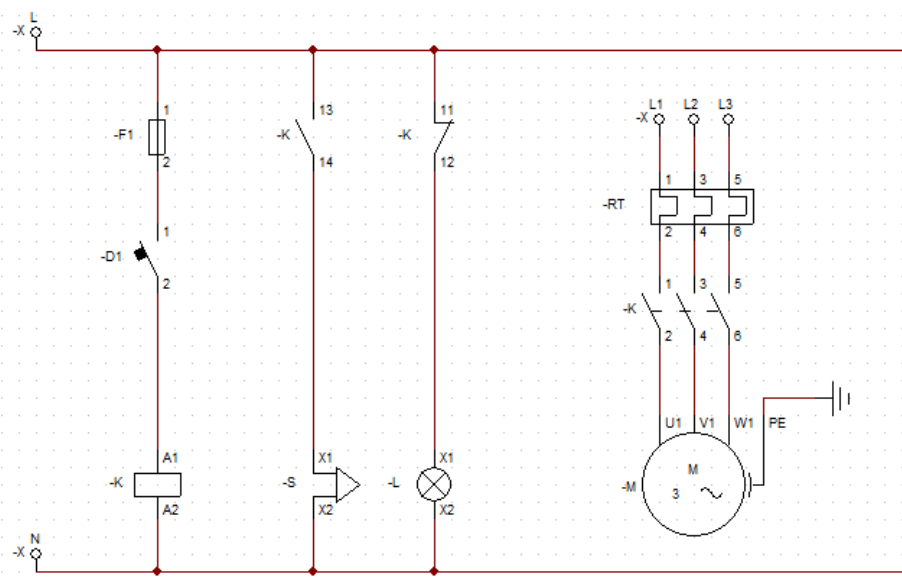 L
-X
1
-F1
2
13
-K
14
11
-K
12
1
-D1
2
A1
-K
A2
X1
-S
X2
X1
-L
X2
N
-X
L1 L2 L3
-X
1 3 5
-RT
2 4 6
1 3 5
-K
2 4 6
U1 V1 W1 PE
M
-M
3